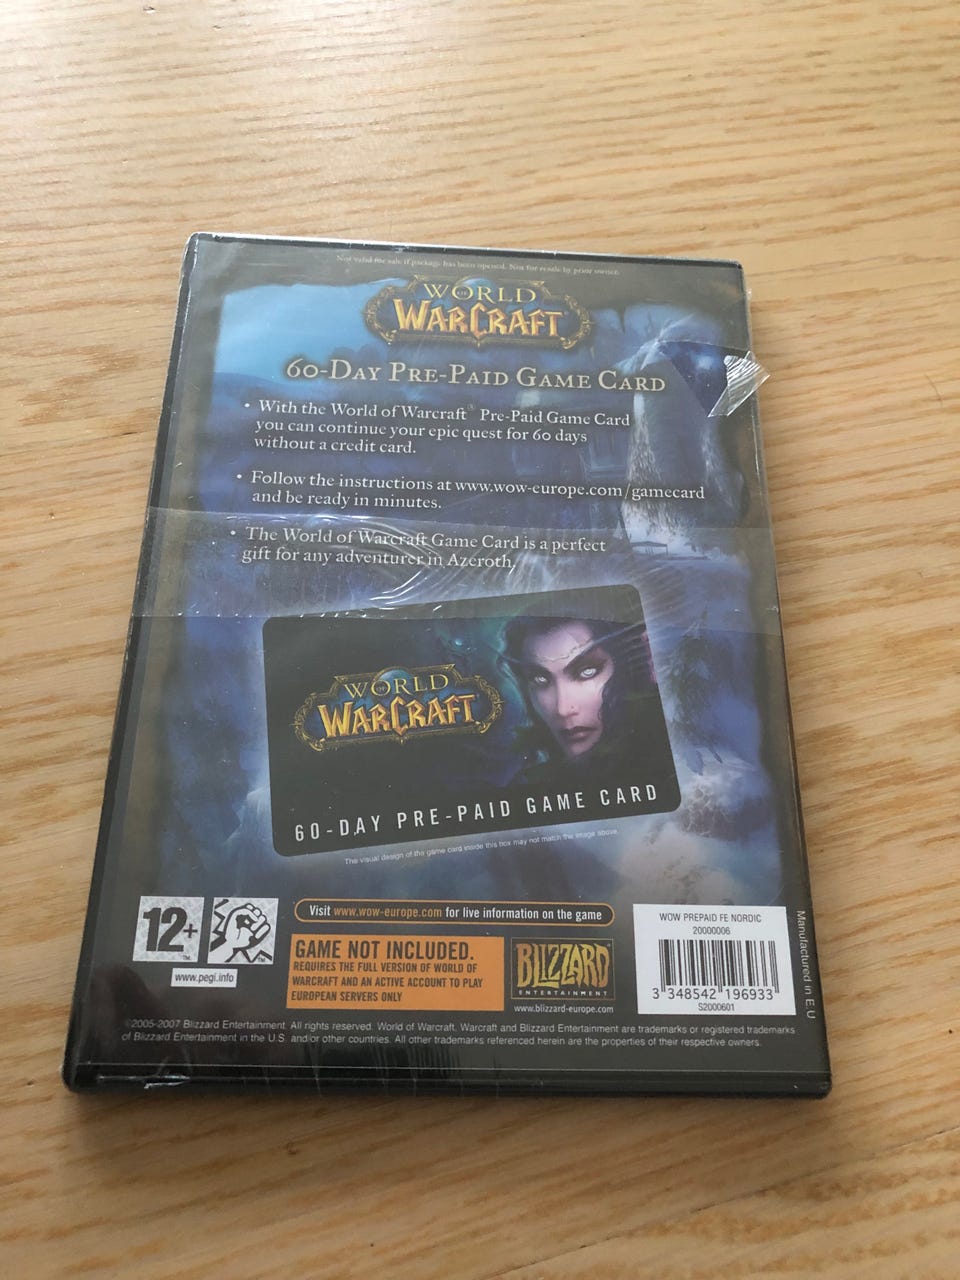 Not valid for sale if package has been opened. Not for resale by prior owner.
WORLD
OF
WARCRAFT
60-DAY PRE-PAID GAME CARD
• With the World of Warcraft® Pre-Paid Game Card
you can continue your epic quest for 60 days
without a credit card.
• Follow the instructions at www.wow-europe.com/gamecard
and be ready in minutes.
• The World of Warcraft Game Card is a perfect
gift for any adventurer in Azeroth.
WORLD
OF
WARCRAFT
60-DAY PRE-PAID GAME CARD
The visual design of the game card inside this box may not match the image above.
12+
TM
TM
www.pegi.info
Visit www.wow-europe.com for live information on the game
GAME NOT INCLUDED.
REQUIRES THE FULL VERSION OF WORLD OF
WARCRAFT AND AN ACTIVE ACCOUNT TO PLAY
EUROPEAN SERVERS ONLY
BLIZZARD
ENTERTAINMENT
www.blizzard-europe.com
WOW PREPAID FE NORDIC
20000006
3 348542 196933
S2000601
Manufactured in E.U
©2005-2007 Blizzard Entertainment. All rights reserved. World of Warcraft, Warcraft and Blizzard Entertainment are trademarks or registered trademarks
of Blizzard Entertainment in the U.S. and/or other countries. All other trademarks referenced herein are the properties of their respective owners.